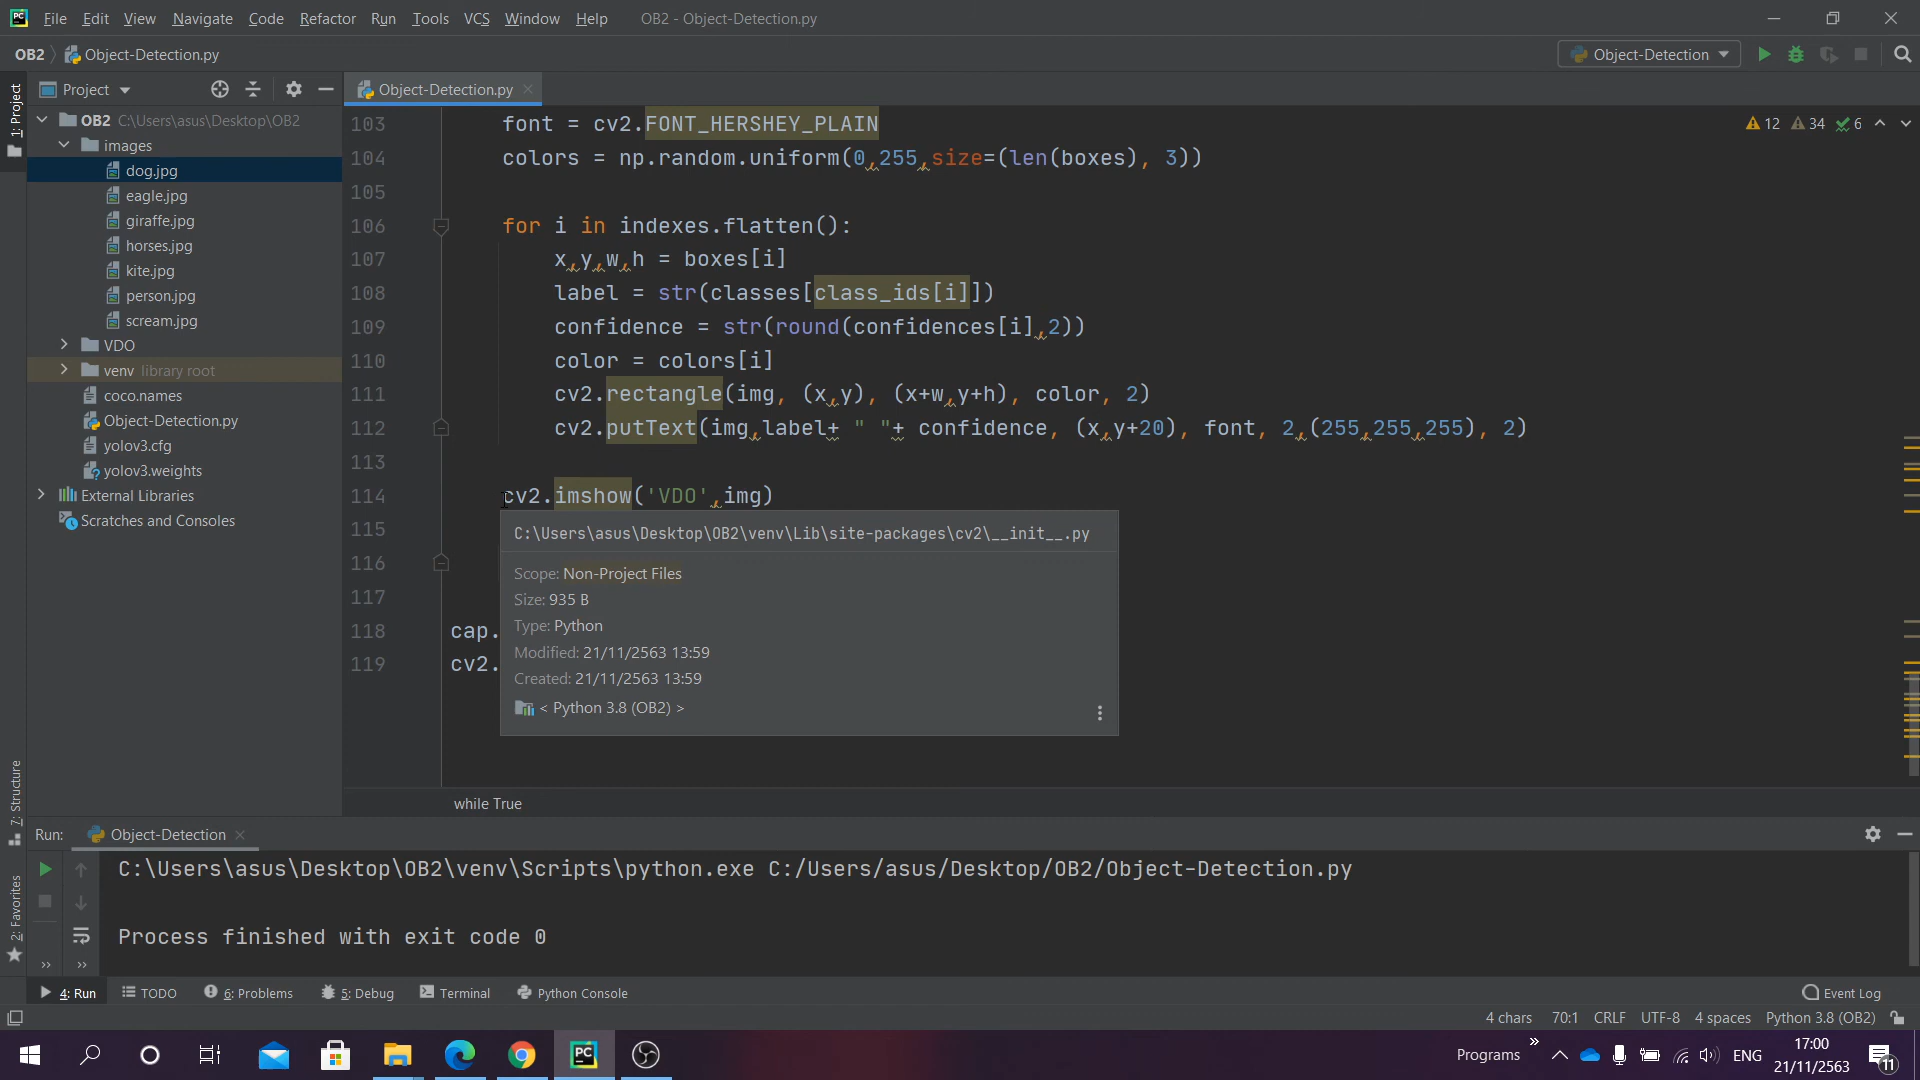 PC File Edit View Navigate Code Refactor Run Tools VCS Window Help OB2 - Object-Detection.py
OB2 Object-Detection.py Object-Detection
1: Project
Project
Object-Detection.py
OB2 C:\Users\asus\Desktop\OB2
images
dog.jpg
eagle.jpg
giraffe.jpg
horses.jpg
kite.jpg
person.jpg
scream.jpg
VDO
venv library root
coco.names
Object-Detection.py
yolov3.cfg
yolov3.weights
External Libraries
Scratches and Consoles
12 34 6
103 font = cv2.FONT_HERSHEY_PLAIN
104 colors = np.random.uniform(0,255,size=(len(boxes), 3))
105
106 for i in indexes.flatten():
107 x,y,w,h = boxes[i]
108 label = str(classes[class_ids[i]])
109 confidence = str(round(confidences[i],2))
110 color = colors[i]
111 cv2.rectangle(img, (x,y), (x+w,y+h), color, 2)
112 cv2.putText(img,label+ " "+ confidence, (x,y+20), font, 2,(255,255,255), 2)
113
114 cv2.imshow('VDO',img)
115
116
117
118 cap.
119 cv2.
C:\Users\asus\Desktop\OB2\venv\Lib\site-packages\cv2\__init__.py
Scope: Non-Project Files
Size: 935 B
Type: Python
Modified: 21/11/2563 13:59
Created: 21/11/2563 13:59
< Python 3.8 (OB2) >
while True
7: Structure
2: Favorites
Run: Object-Detection
C:\Users\asus\Desktop\OB2\venv\Scripts\python.exe C:/Users/asus/Desktop/OB2/Object-Detection.py
Process finished with exit code 0
4: Run TODO 6: Problems 5: Debug Terminal Python Console Event Log
4 chars 70:1 CRLF UTF-8 4 spaces Python 3.8 (OB2)
PC Programs ENG 17:00
21/11/2563 11